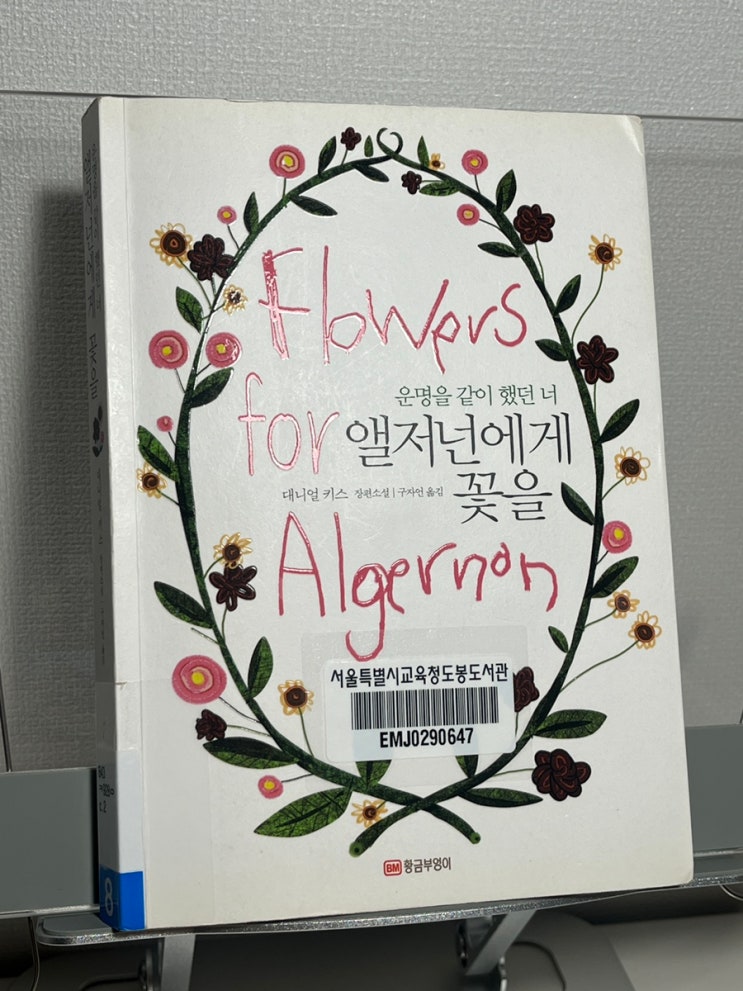 Flowers
운명을 같이 했던 너
for 앨저넌에게
꽃을
대니얼 키스 장편소설 | 구자언 옮김
Algernon
서울특별시교육청도봉도서관
EMJ0290647
BM 황금부엉이
8